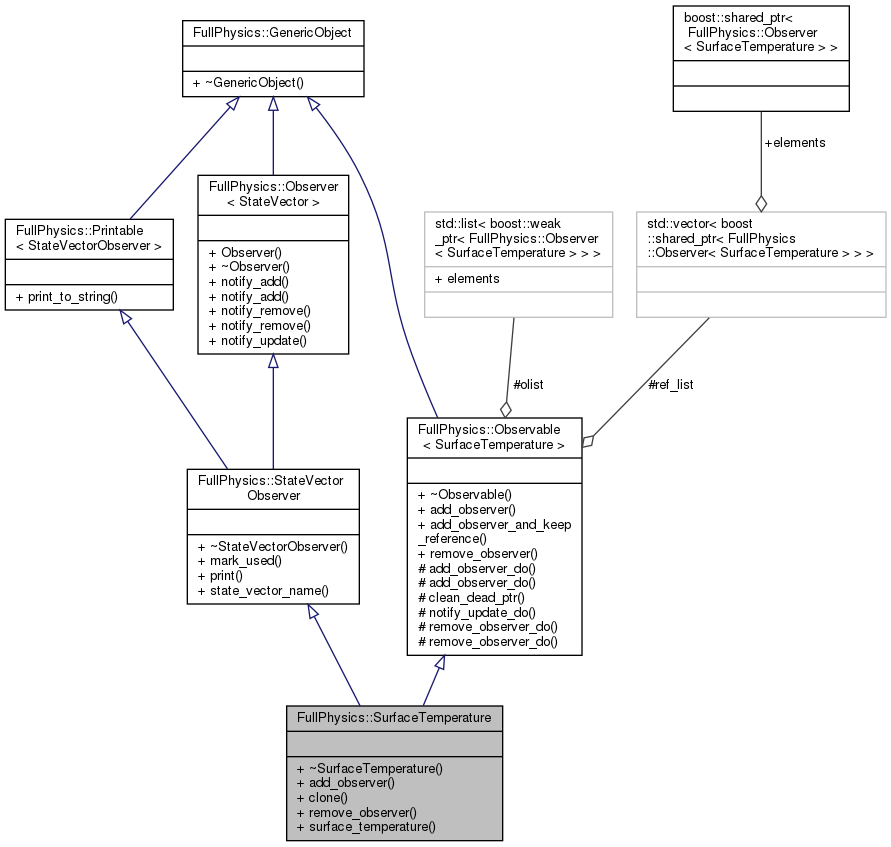 FullPhysics::GenericObject
+ ~GenericObject()
boost::shared_ptr<
FullPhysics::Observer
< SurfaceTemperature > >
+elements
FullPhysics::Printable
< StateVectorObserver >
+ print_to_string()
FullPhysics::Observer
< StateVector >
+ Observer()
+ ~Observer()
+ notify_add()
+ notify_add()
+ notify_remove()
+ notify_remove()
+ notify_update()
std::list< boost::weak
_ptr< FullPhysics::Observer
< SurfaceTemperature > > >
+ elements
std::vector< boost
::shared_ptr< FullPhysics
::Observer< SurfaceTemperature > > >
#olist
#ref_list
FullPhysics::StateVector
Observer
+ ~StateVectorObserver()
+ mark_used()
+ print()
+ state_vector_name()
FullPhysics::Observable
< SurfaceTemperature >
+ ~Observable()
+ add_observer()
+ add_observer_and_keep
_reference()
+ remove_observer()
# add_observer_do()
# add_observer_do()
# clean_dead_ptr()
# notify_update_do()
# remove_observer_do()
# remove_observer_do()
FullPhysics::SurfaceTemperature
+ ~SurfaceTemperature()
+ add_observer()
+ clone()
+ remove_observer()
+ surface_temperature()